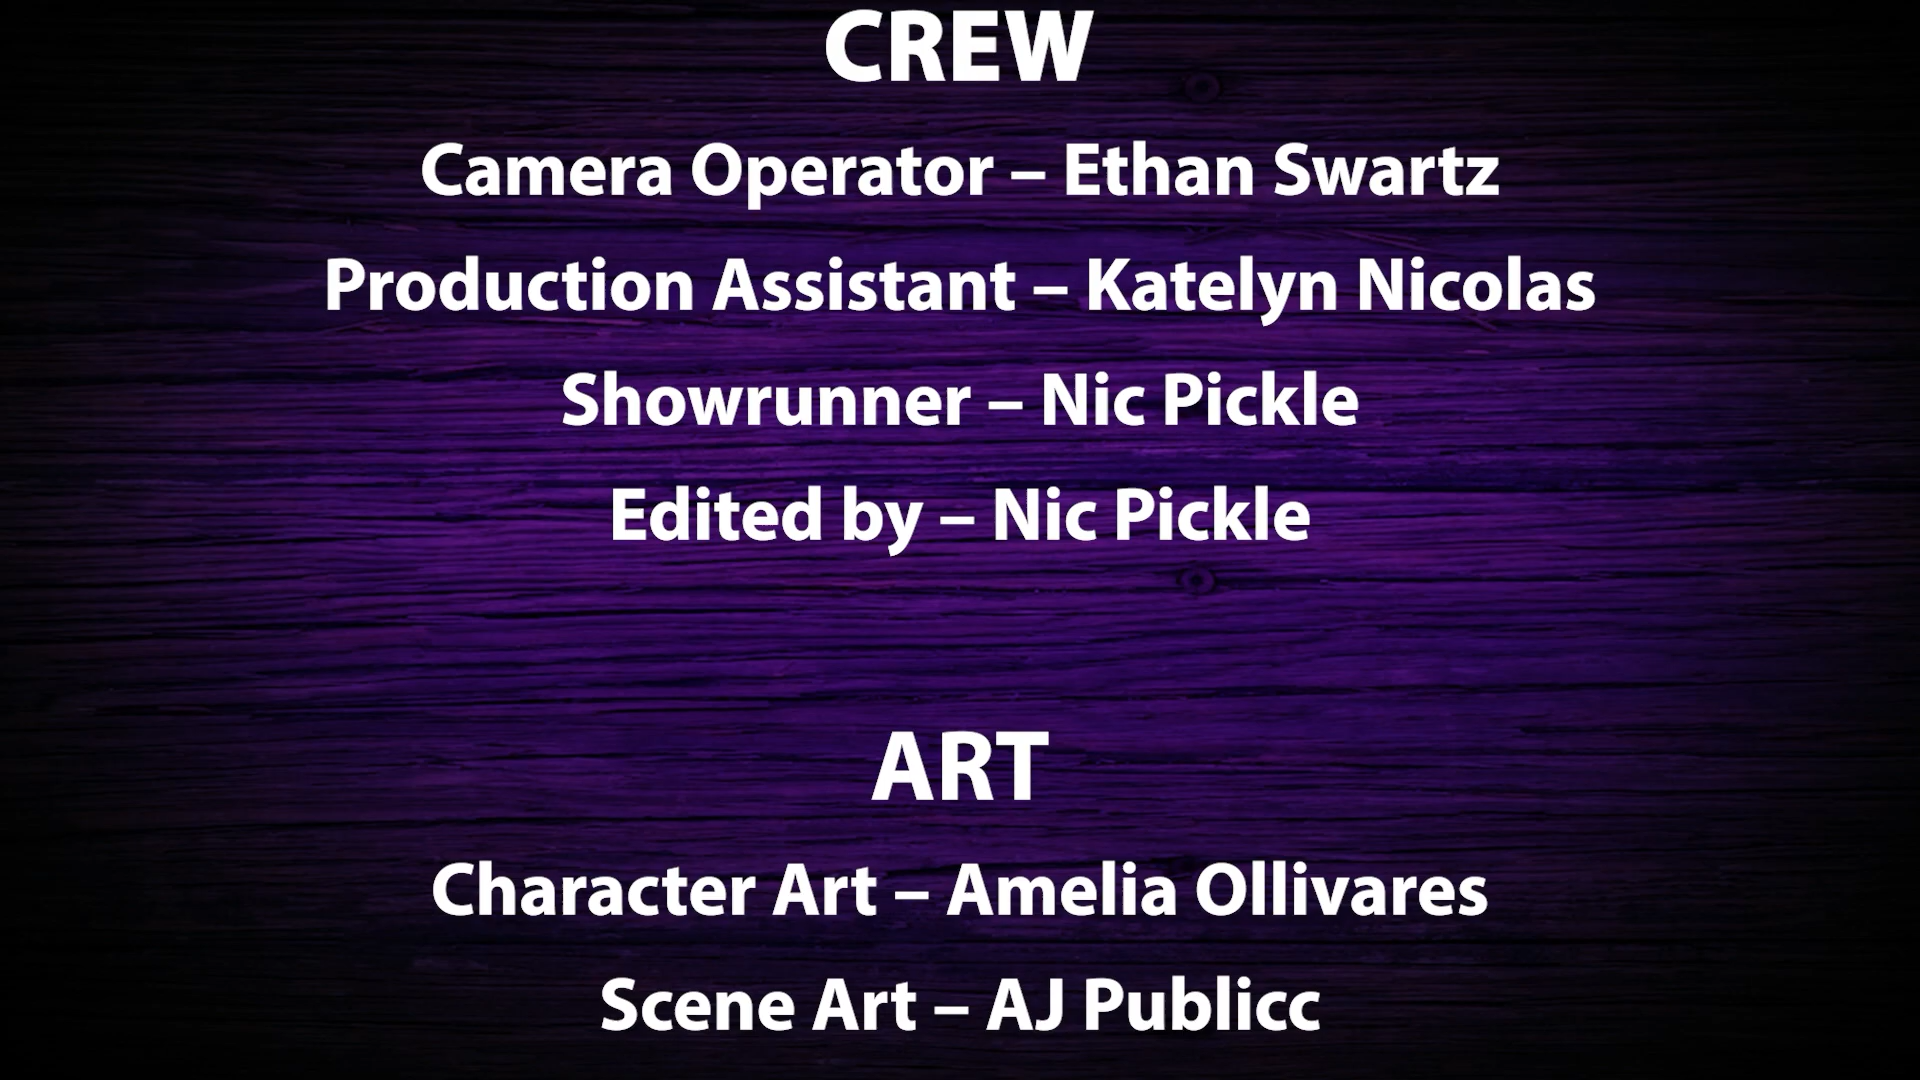 CREW
Camera Operator – Ethan Swartz
Production Assistant – Katelyn Nicolas
Showrunner – Nic Pickle
Edited by – Nic Pickle
ART
Character Art – Amelia Ollivares
Scene Art – AJ Publicc